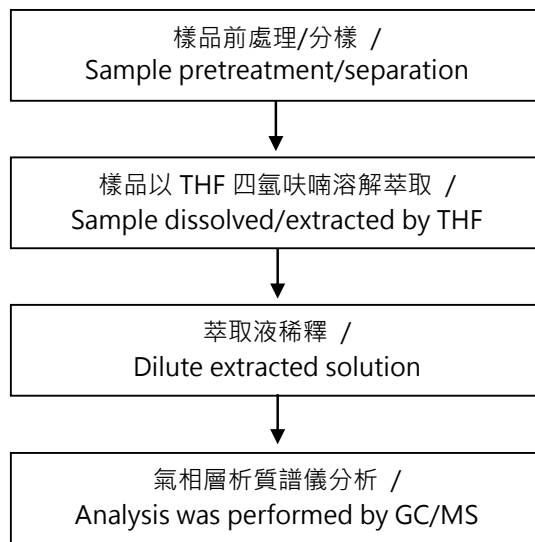 樣品前處理/分樣 /
Sample pretreatment/separation
樣品以 THF 四氫呋喃溶解萃取 /
Sample dissolved/extracted by THF
萃取液稀釋 /
Dilute extracted solution
氣相層析質譜儀分析 /
Analysis was performed by GC/MS